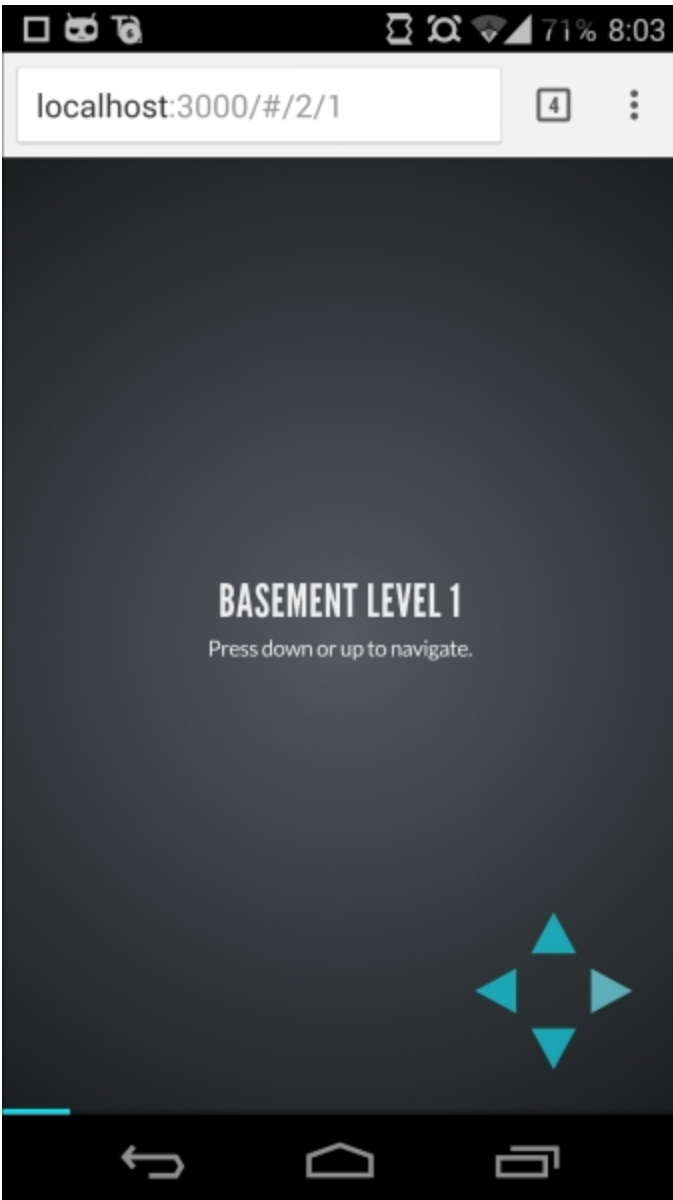 71% 8:03
localhost:3000/#/2/1
4
BASEMENT LEVEL 1
Press down or up to navigate.